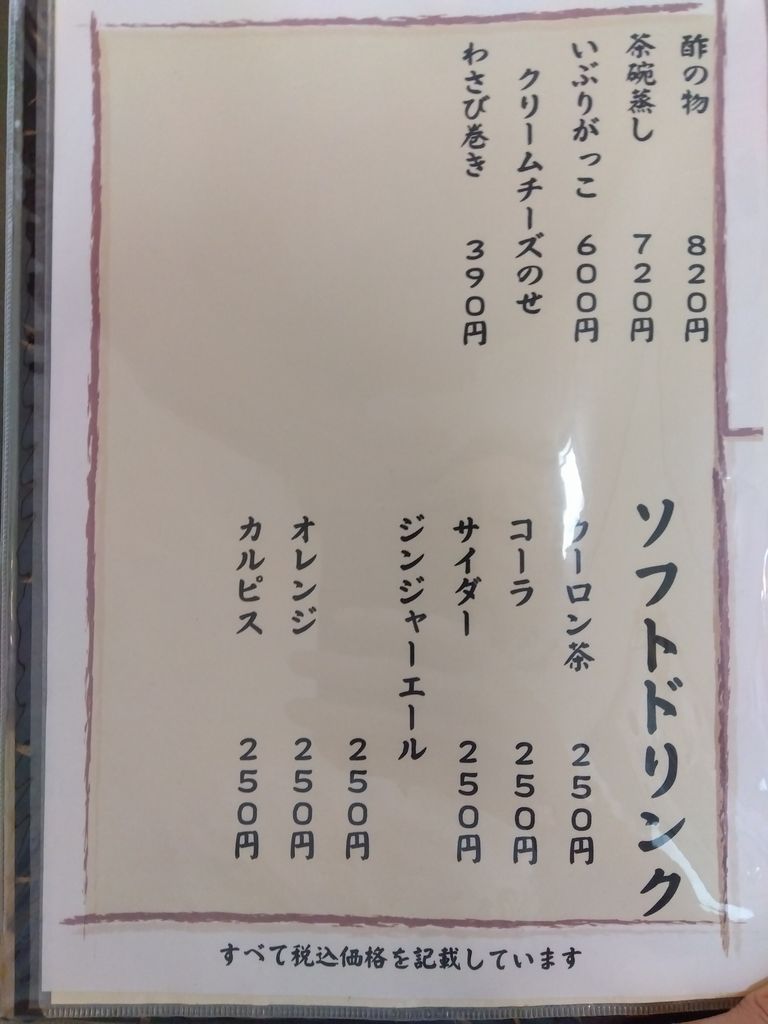 酢の物 820円
茶碗蒸し 720円
いぶりがっこ 600円
クリームチーズのせ
わさび巻き 390円
ソフトドリンク
ウーロン茶 250円
コーラ 250円
サイダー 250円
ジンジャーエール
250円
オレンジ 250円
カルピス 250円
すべて税込価格を記載しています